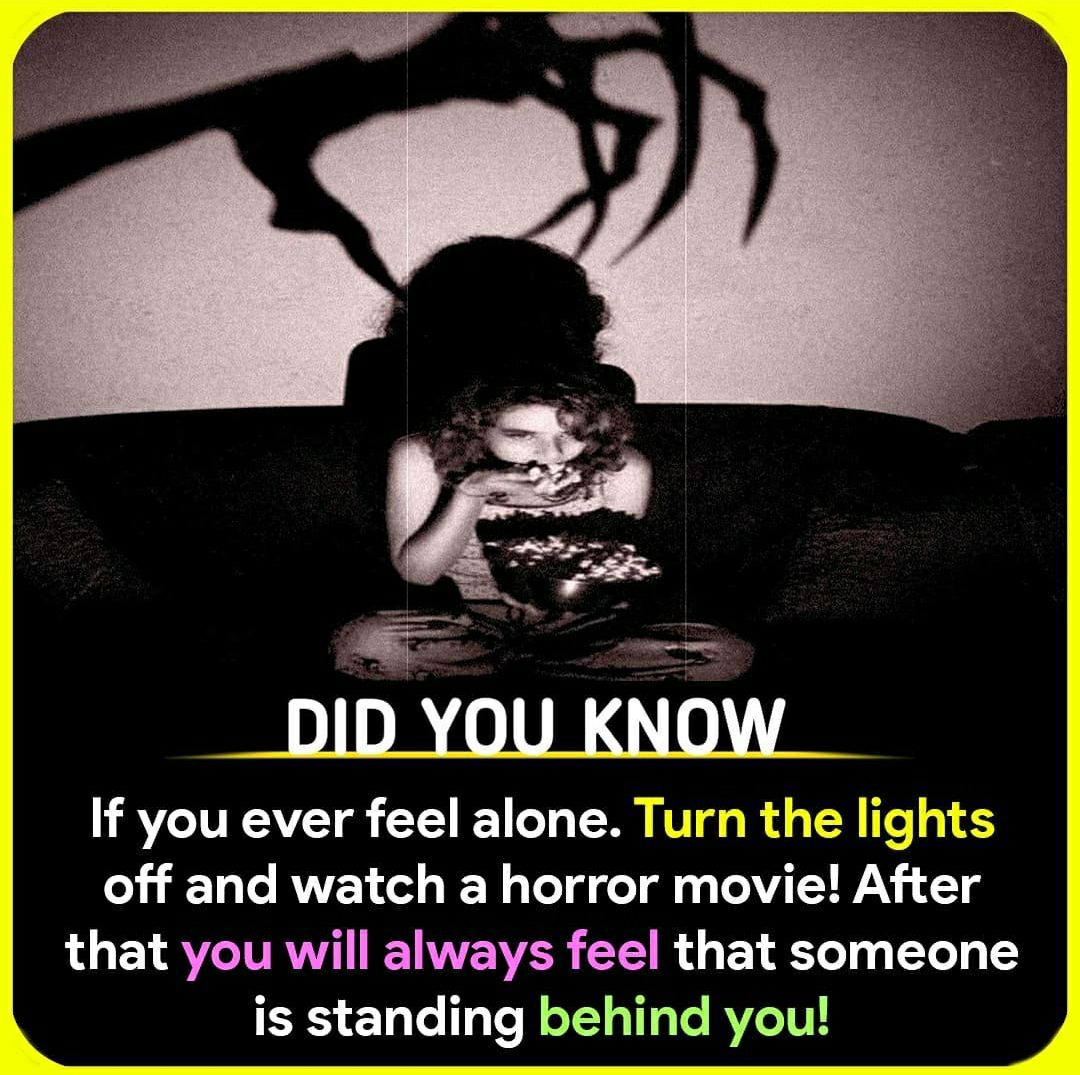 DID YOU KNOW
If you ever feel alone. Turn the lights
off and watch a horror movie! After
that you will always feel that someone
is standing behind you!